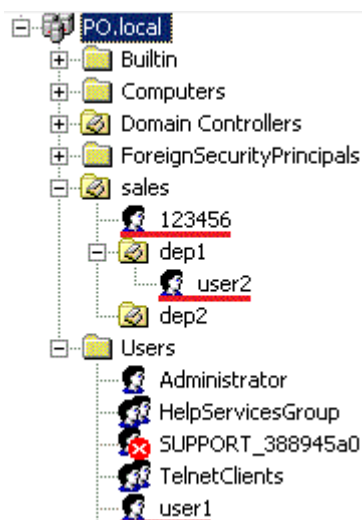 PO.local
Builtin
Computers
Domain Controllers
ForeignSecurityPrincipals
sales
123456
dep1
user2
dep2
Users
Administrator
HelpServicesGroup
SUPPORT_388945a0
TelnetClients
user1